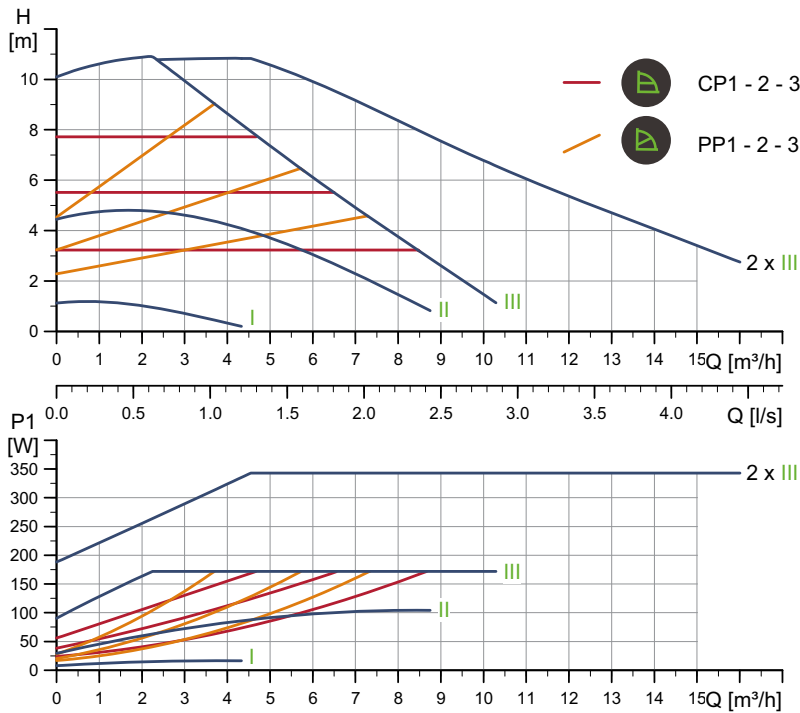 H
[m]
10
8
6
4
2
0
0 1 2 3 4 5 6 7 8 9 10 11 12 13 14 15 Q [m³/h]
CP1 - 2 - 3
PP1 - 2 - 3
2 x III
III
II
I
0.0 0.5 1.0 1.5 2.0 2.5 3.0 3.5 4.0 Q [l/s]
P1
[W]
350
300
250
200
150
100
50
0
2 x III
III
II
I
0 1 2 3 4 5 6 7 8 9 10 11 12 13 14 15 Q [m³/h]